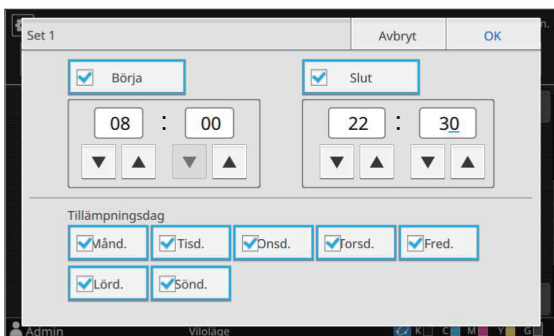 Set 1 Avbryt OK
Börja Slut
08 : 00 22 : 30
Tillämpningsdag
Månd. Tisd. Onsd. Torsd. Fred.
Lörd. Sönd.
Admin Viloläge K C M Y G